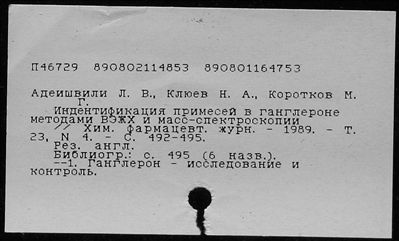 П46729 890802114853 890801164753
Адеишвили Л. В., Клюев Н. А., Коротков М.
Г.
Индентификация примесей в ганглероне
методами ВЭЖХ и масс-спектроскопии
// Хим. фармацевт. журн. - 1989. - Т.
23, N 4. - С. 492-495.
Рез. англ.
Библиогр.: с. 495 (6 назв.).
--1. Ганглерон - исследование и
контроль.